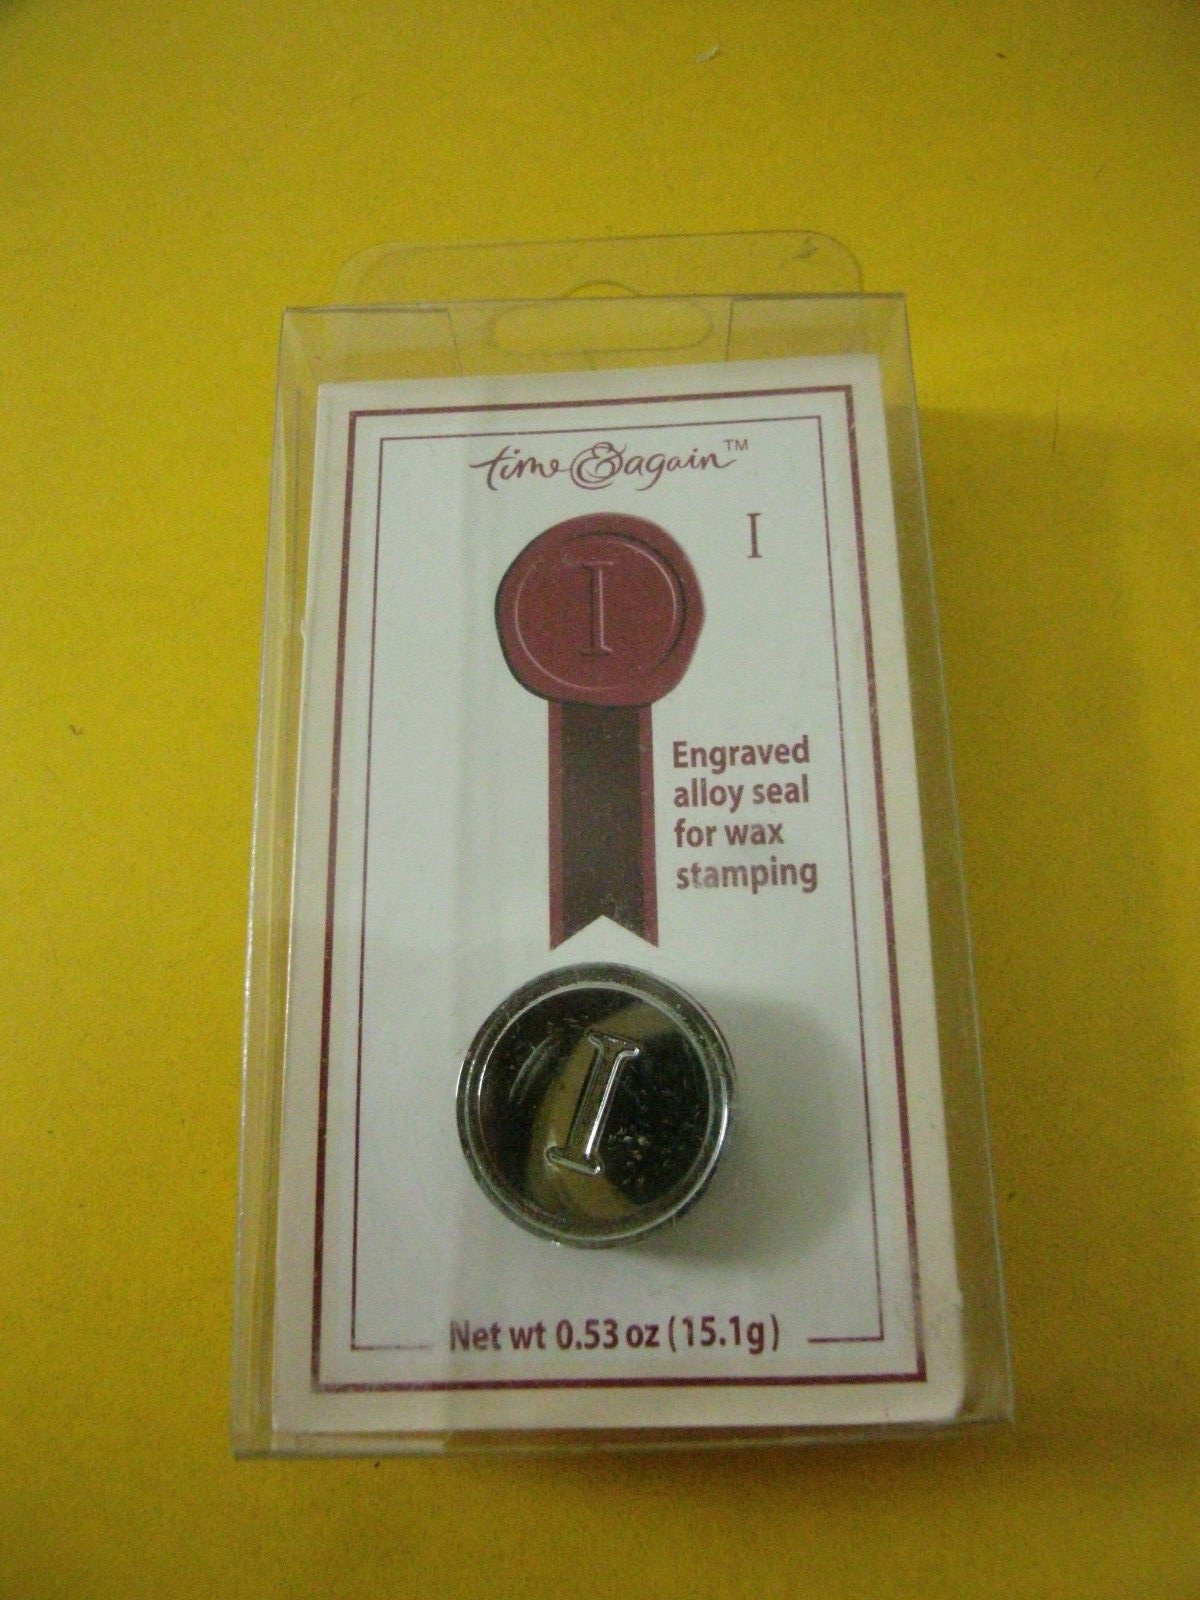 time & again™
I
I
Engraved
alloy seal
for wax
stamping
I
Net wt 0.53 oz (15.1g)